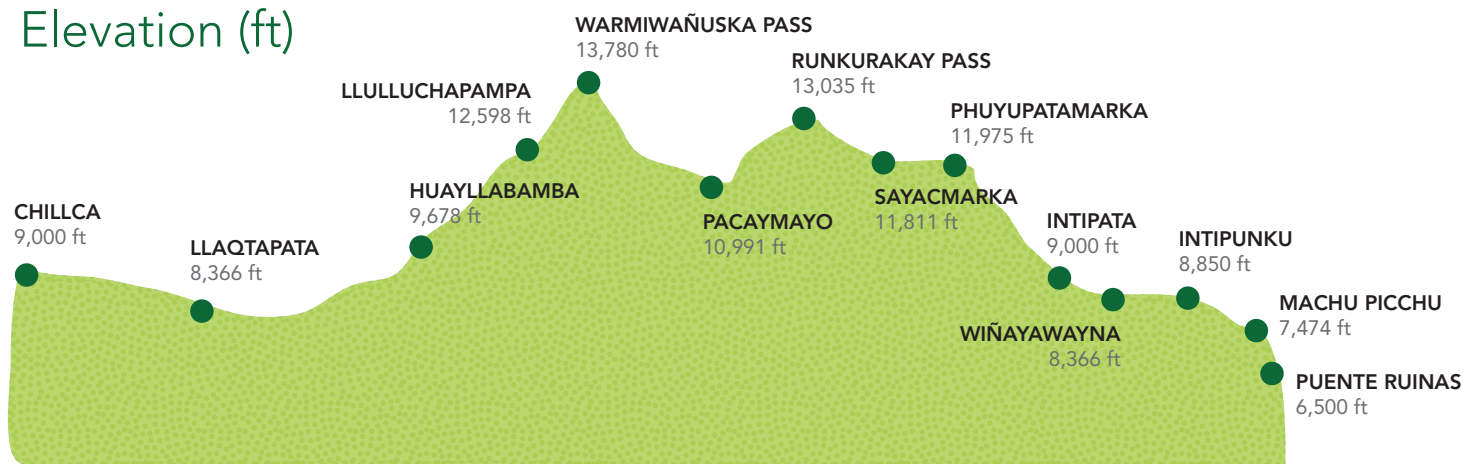 Elevation (ft)
CHILLCA
9,000 ft
LLAQTAPATA
8,366 ft
HUAYLLABAMBA
9,678 ft
LLULLUCHAPAMPA
12,598 ft
WARMIWAÑUSKA PASS
13,780 ft
PACAYMAYO
10,991 ft
RUNKURAKAY PASS
13,035 ft
SAYACMARKA
11,811 ft
PHUYUPATAMARKA
11,975 ft
INTIPATA
9,000 ft
WIÑAYAWAYNA
8,366 ft
INTIPUNKU
8,850 ft
MACHU PICCHU
7,474 ft
PUENTE RUINAS
6,500 ft